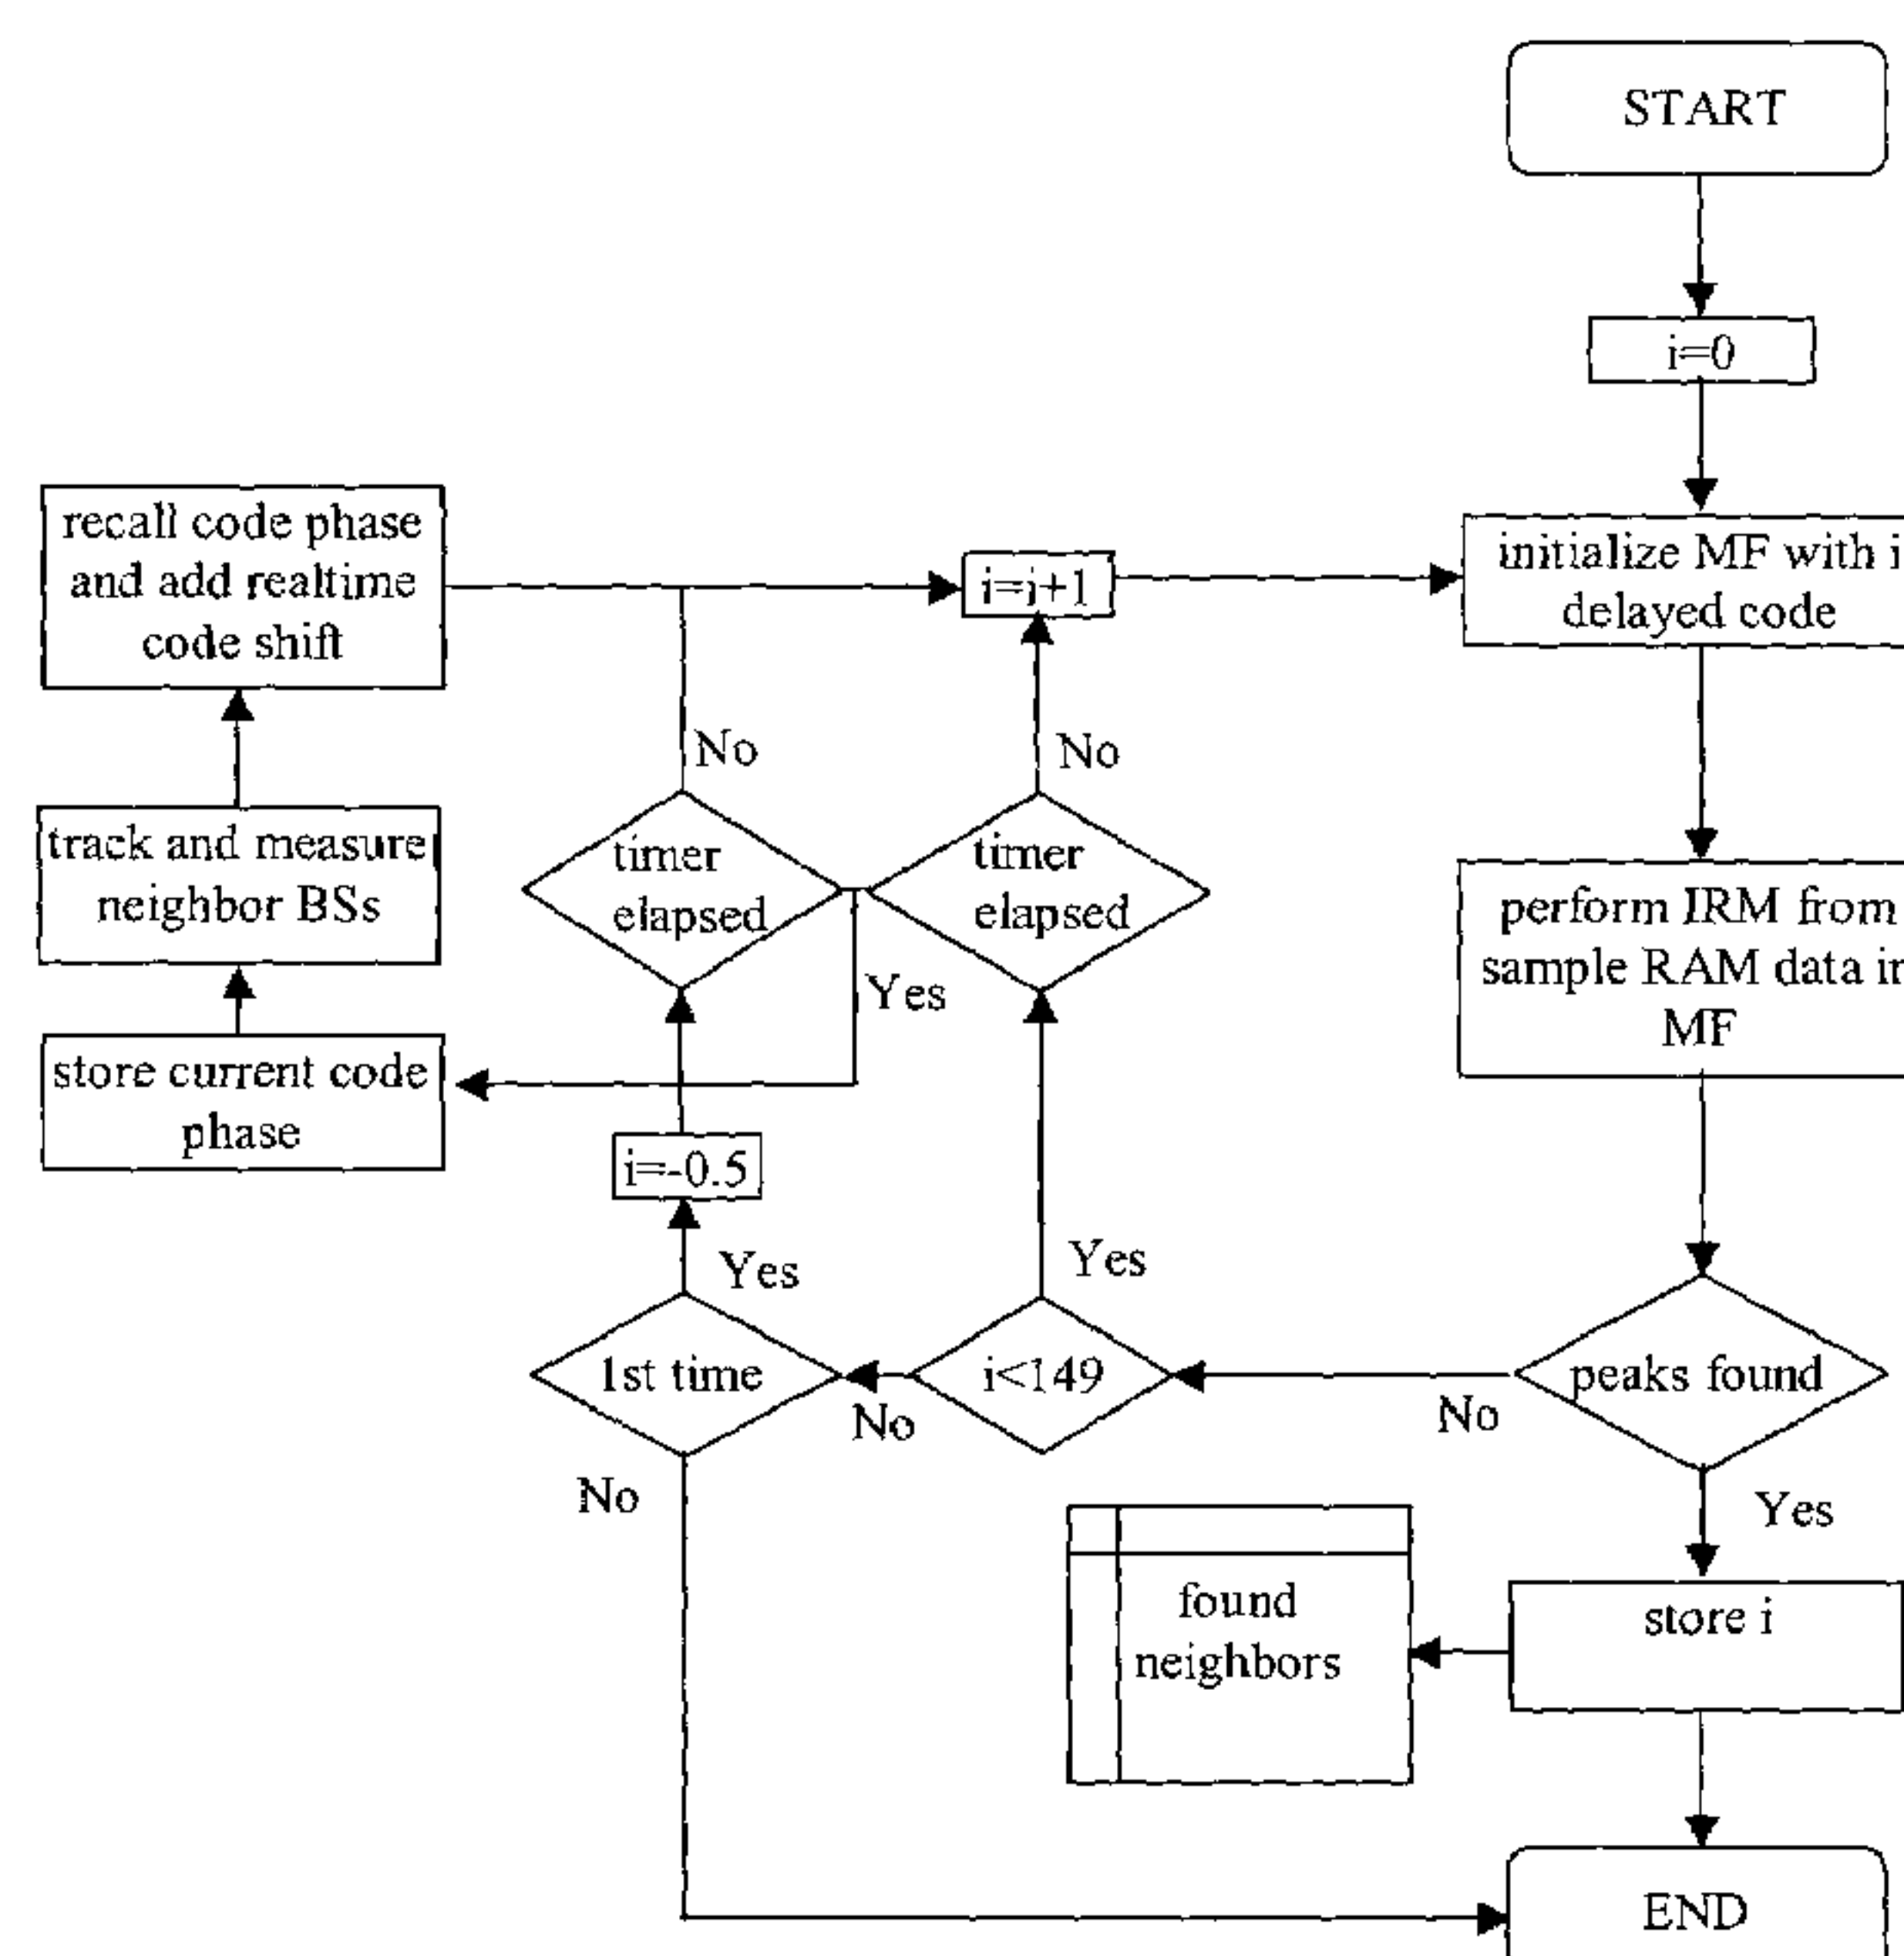 START
i=0
initialize MF with i
delayed code
perform IRM from
sample RAM data in
MF
peaks found
No
Yes
store i
found
neighbors
END
i<149
Yes
No
1st time
Yes
No
i=-0.5
timer
elapsed
No
timer
elapsed
No
Yes
store current code
phase
track and measure
neighbor BSs
recall code phase
and add realtime
code shift
i=i+1